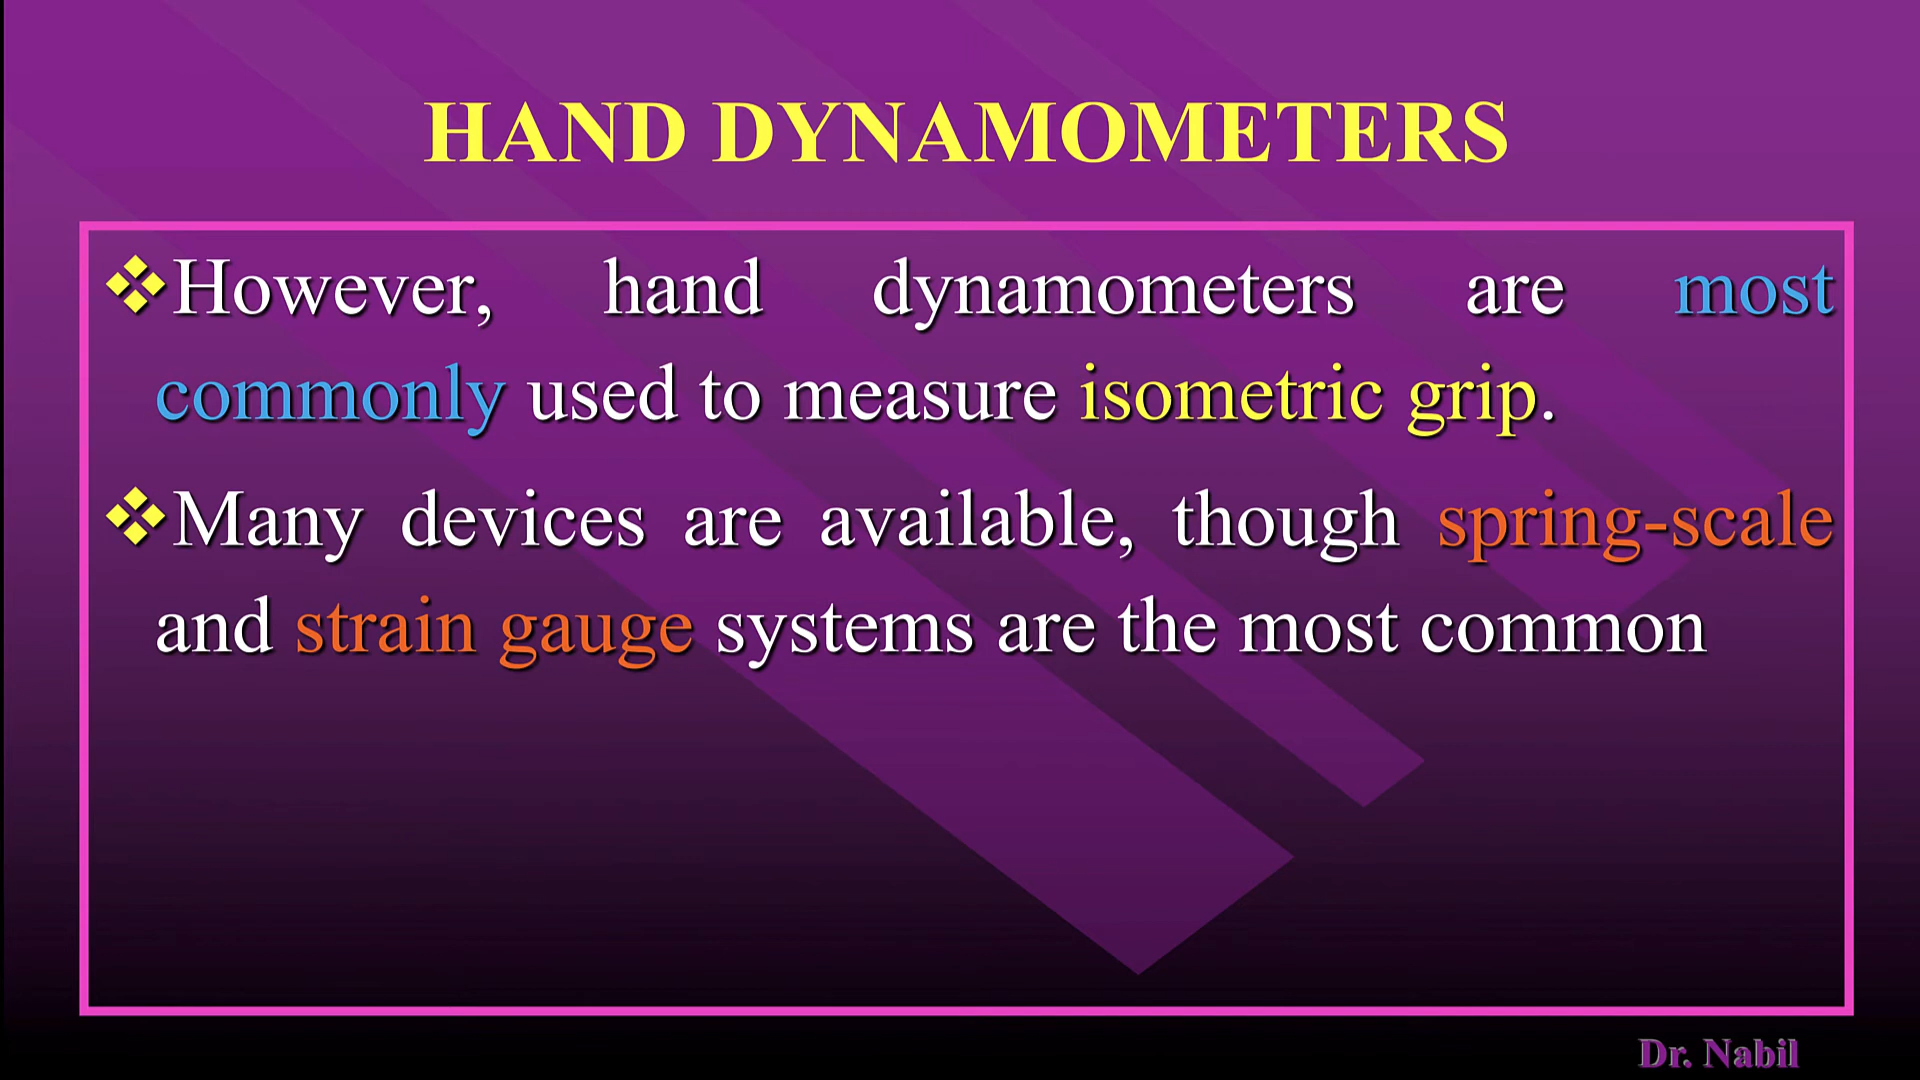 HAND DYNAMOMETERS
❖However, hand dynamometers are most
commonly used to measure isometric grip.
❖Many devices are available, though spring-scale
and strain gauge systems are the most common
Dr. Nabil